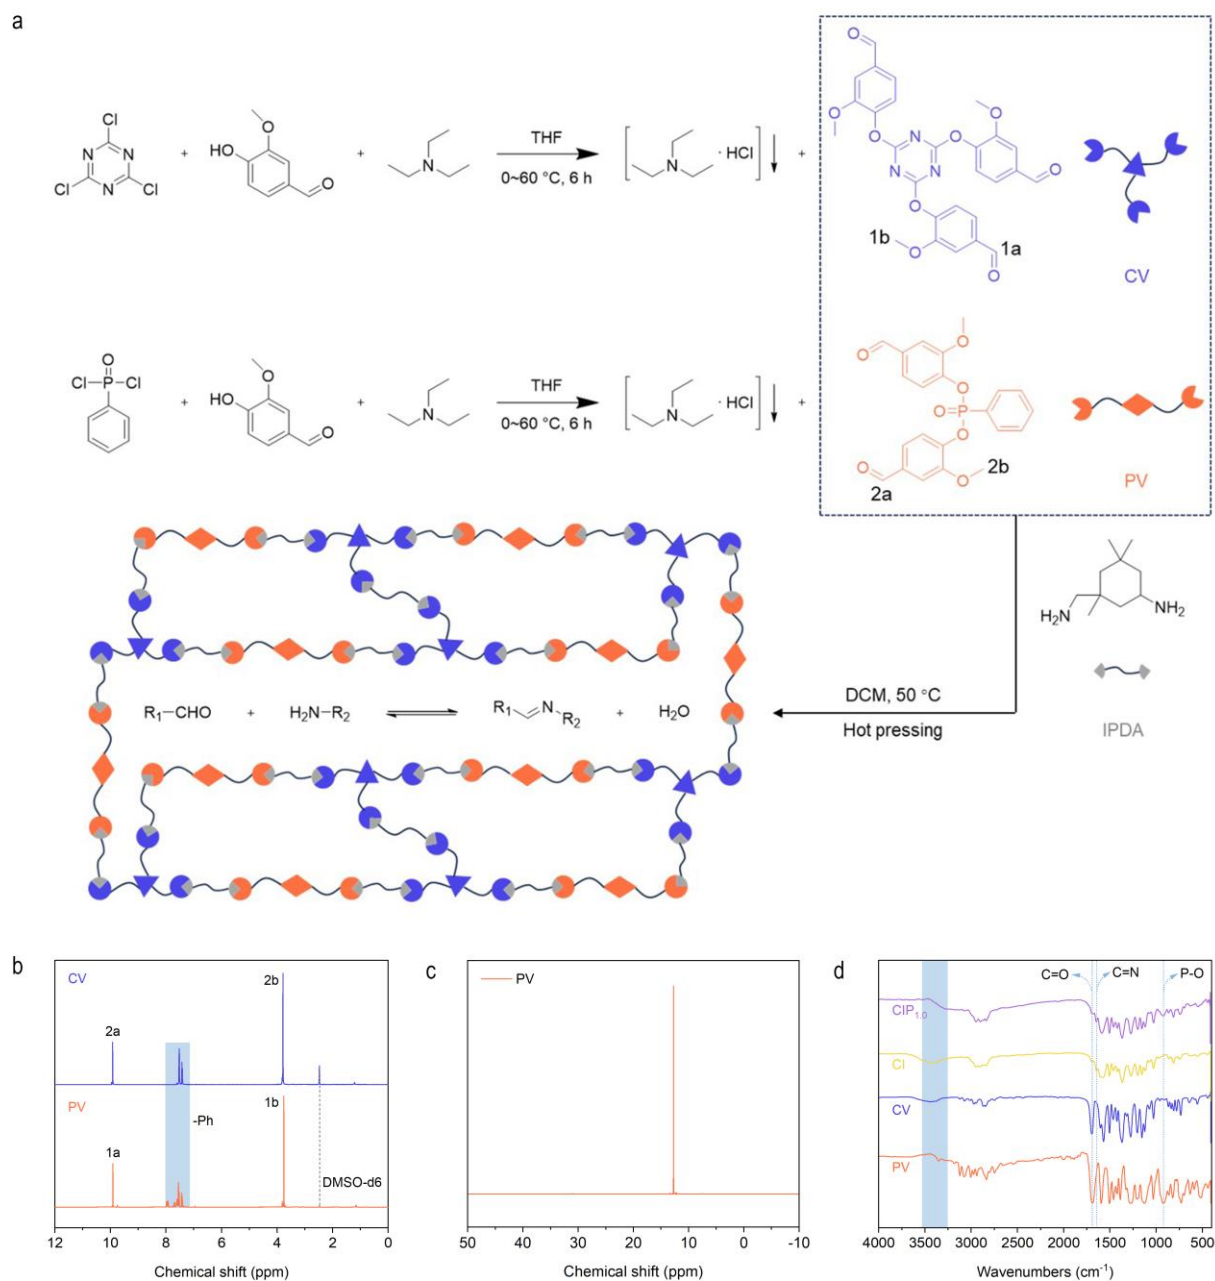 a
Cl
N
N
Cl
N
Cl
+
O
HO
O
+
N
THF
0~60 °C, 6 h
N
· HCl
+
O
O
O
N
O
O
N
N
O
O
O
1b
O
1a
O
CV
O
Cl
P
Cl
+
O
HO
O
+
N
THF
0~60 °C, 6 h
N
· HCl
+
O
O
O
O
P
O
O
O
2b
2a
PV
H₂N
NH₂
IPDA
DCM, 50 °C
Hot pressing
R₁–CHO + H₂N–R₂ R₁ N R₂ + H₂O
b
CV
2a
2b
PV
1a
-Ph
1b
DMSO-d6
12 10 8 6 4 2 0
Chemical shift (ppm)
c
PV
50 40 30 20 10 0 -10
Chemical shift (ppm)
d
C=O
C=N
P-O
CIP₁.₀
CI
CV
PV
4000 3500 3000 2500 2000 1500 1000 500
Wavenumbers (cm⁻¹)